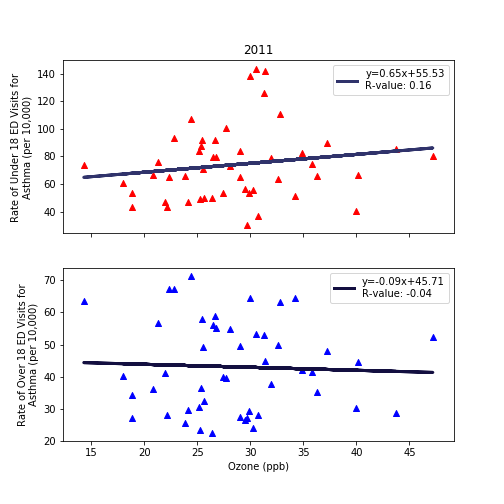 2011
Rate of Under 18 ED Visits for
Asthma (per 10,000)
140
120
100
80
60
40
y=0.65x+55.53
R-value: 0.16
Rate of Over 18 ED Visits for
Asthma (per 10,000)
70
60
50
40
30
20
y=-0.09x+45.71
R-value: -0.04
15 20 25 30 35 40 45
Ozone (ppb)